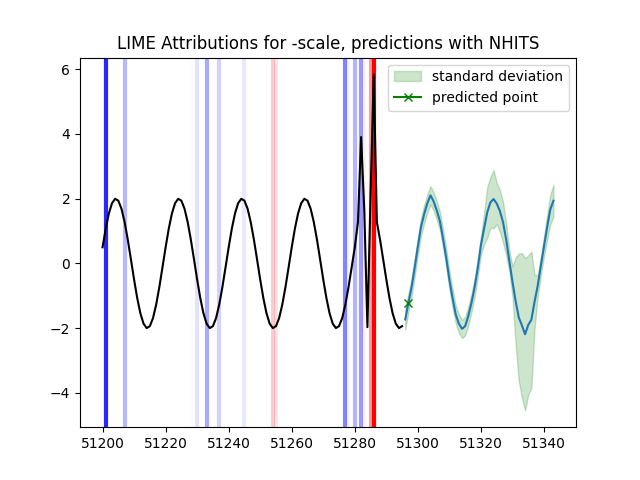 LIME Attributions for -scale, predictions with NHITS
standard deviation
predicted point
6
4
2
0
−2
−4
51200 51220 51240 51260 51280 51300 51320 51340